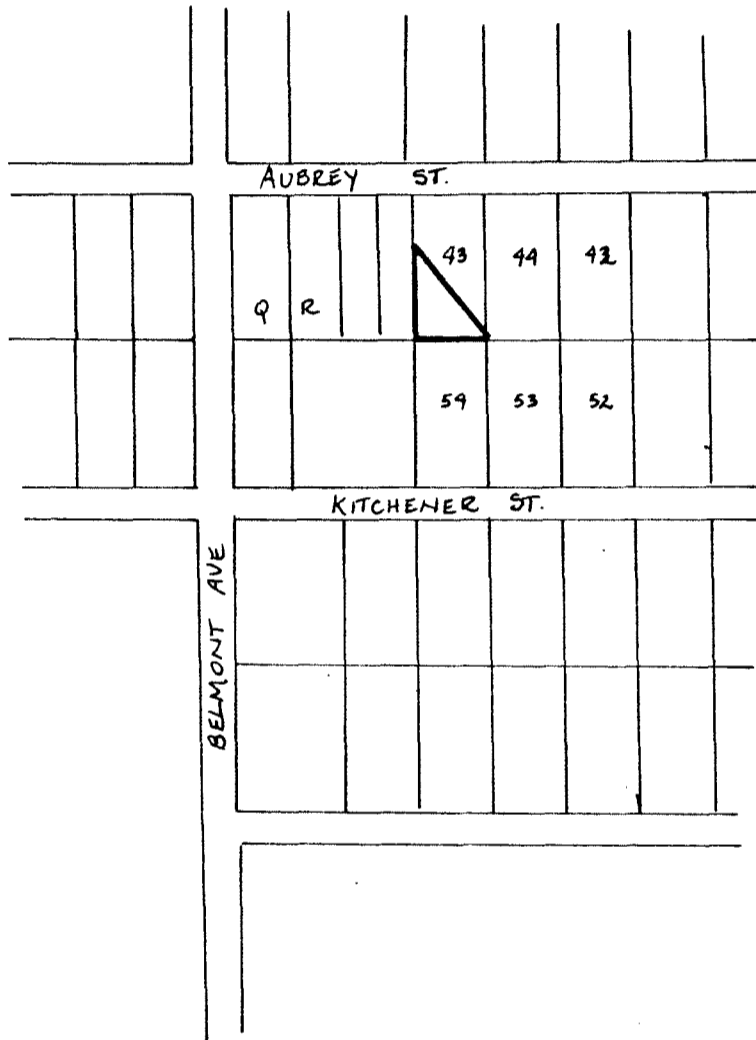 AUBREY ST.
43 44 42
Q R
54 53 52
KITCHENER ST.
BELMONT AVE